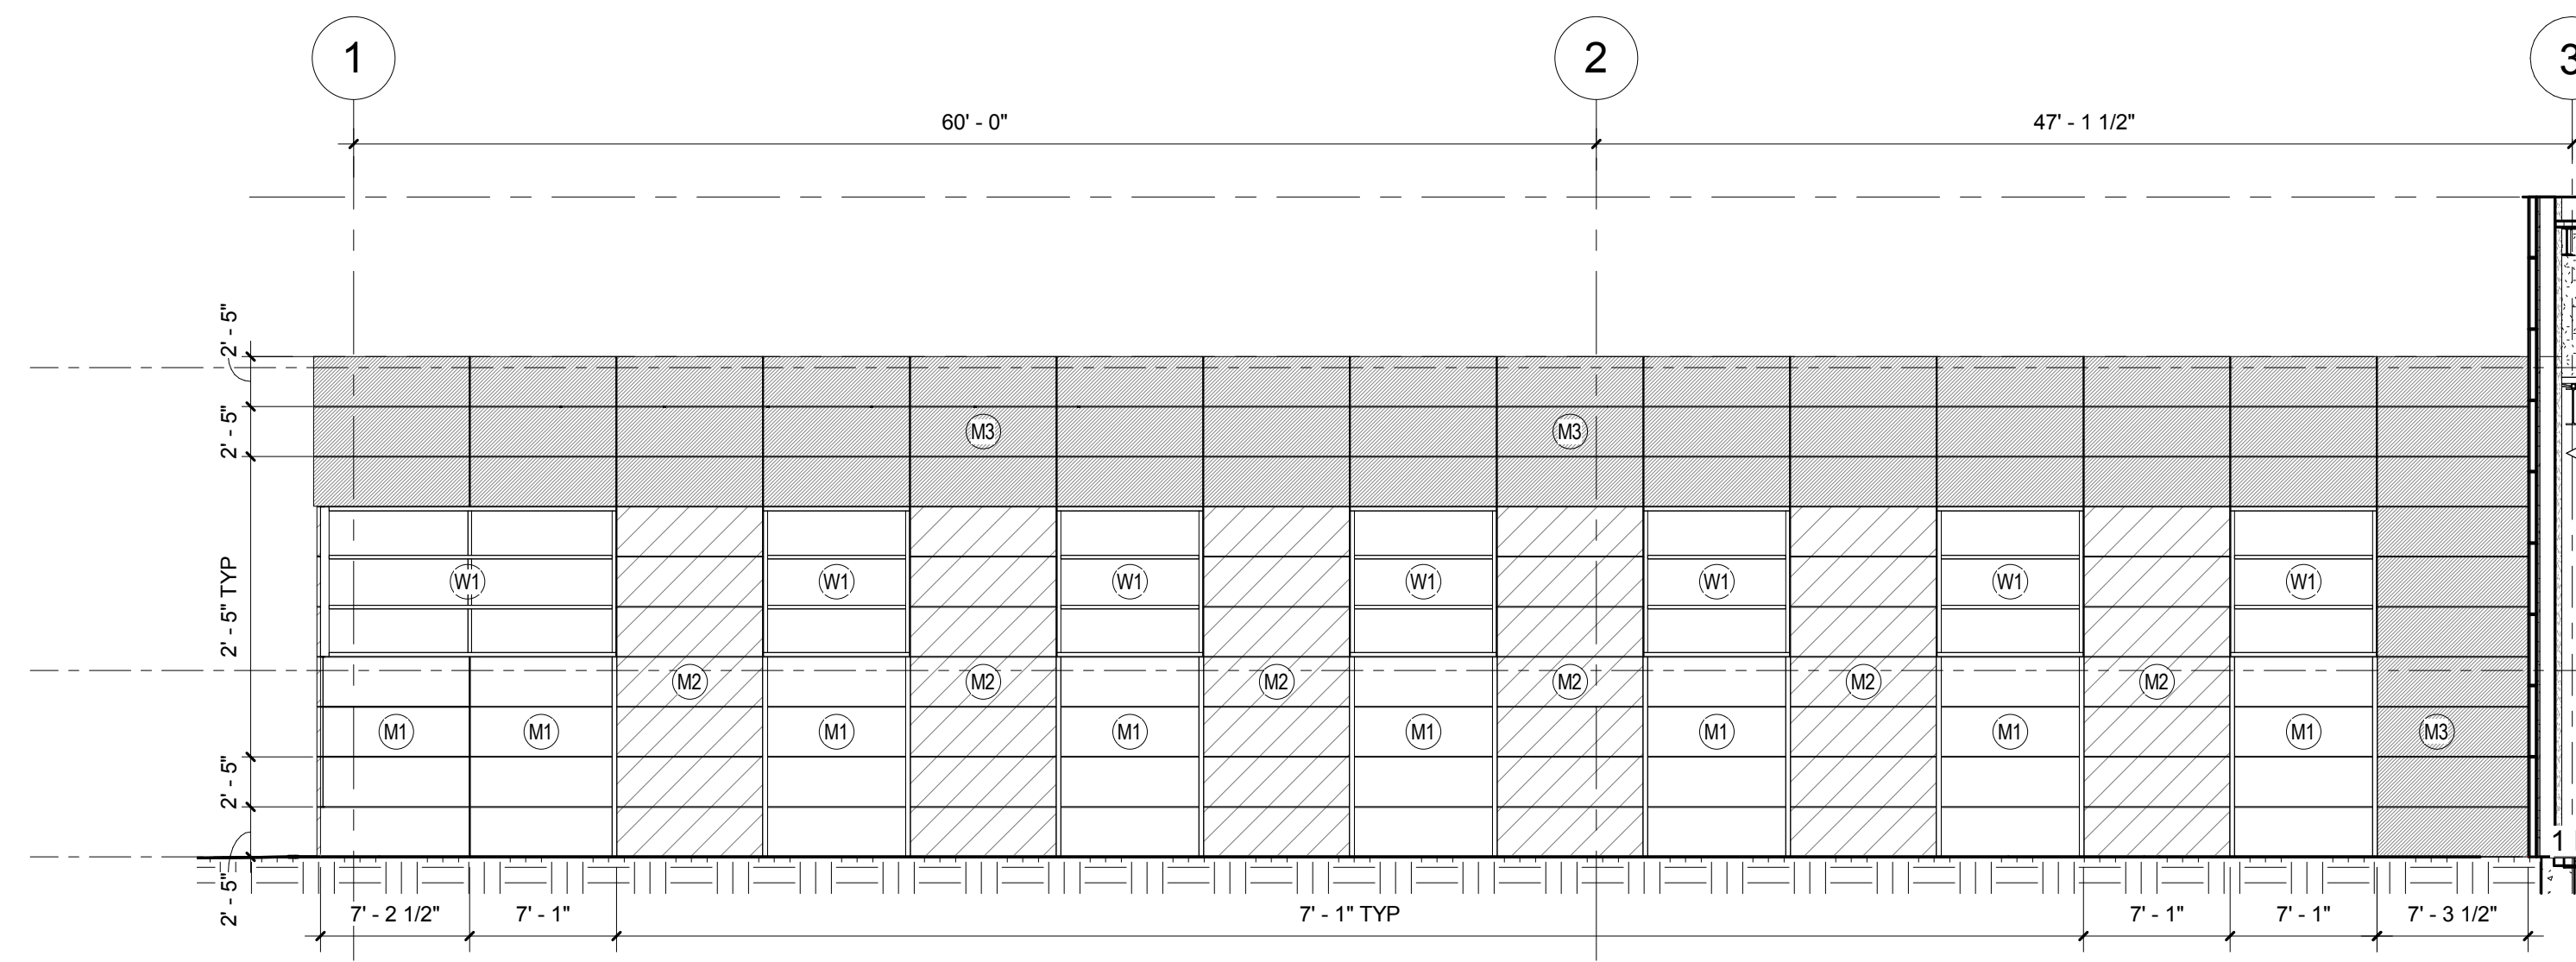 1
2
3
60' - 0"
47' - 1 1/2"
2' - 5"
2' - 5"
M3
M3
2' - 5" TYP
W1
W1
W1
W1
W1
W1
W1
M2
M2
M2
M2
M2
M2
M1
M1
M1
M1
M1
M1
M1
M1
M3
2' - 5"
1
2' - 5"
7' - 2 1/2"
7' - 1"
7' - 1" TYP
7' - 1"
7' - 1"
7' - 3 1/2"